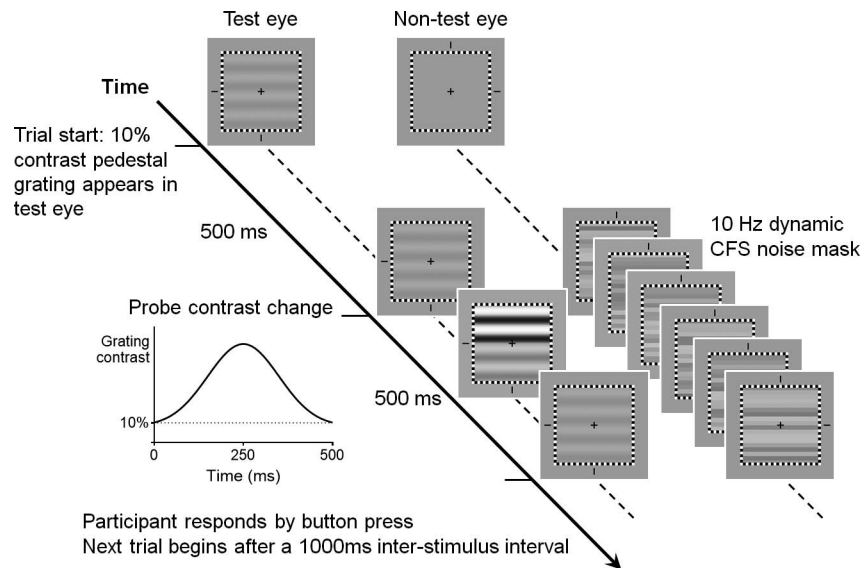 Test eye
Non-test eye
Time
Trial start: 10%
contrast pedestal
grating appears in
test eye
500 ms
10 Hz dynamic
CFS noise mask
Probe contrast change
Grating
contrast
10%
0
250
500
Time (ms)
500 ms
Participant responds by button press
Next trial begins after a 1000ms inter-stimulus interval